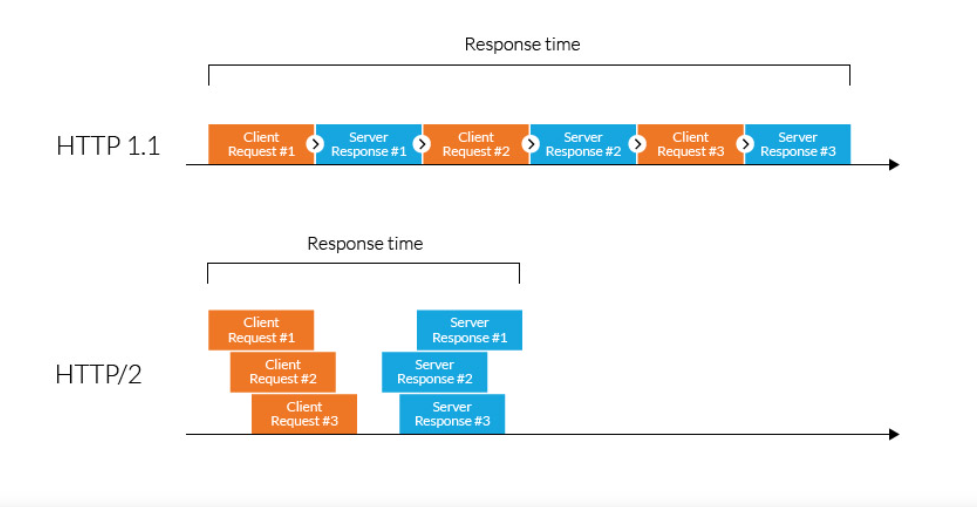 Response time
HTTP 1.1
Client
Request #1
Server
Response #1
Client
Request #2
Server
Response #2
Client
Request #3
Server
Response #3
Response time
HTTP/2
Client
Request #1
Server
Response #1
Client
Request #2
Server
Response #2
Client
Request #3
Server
Response #3